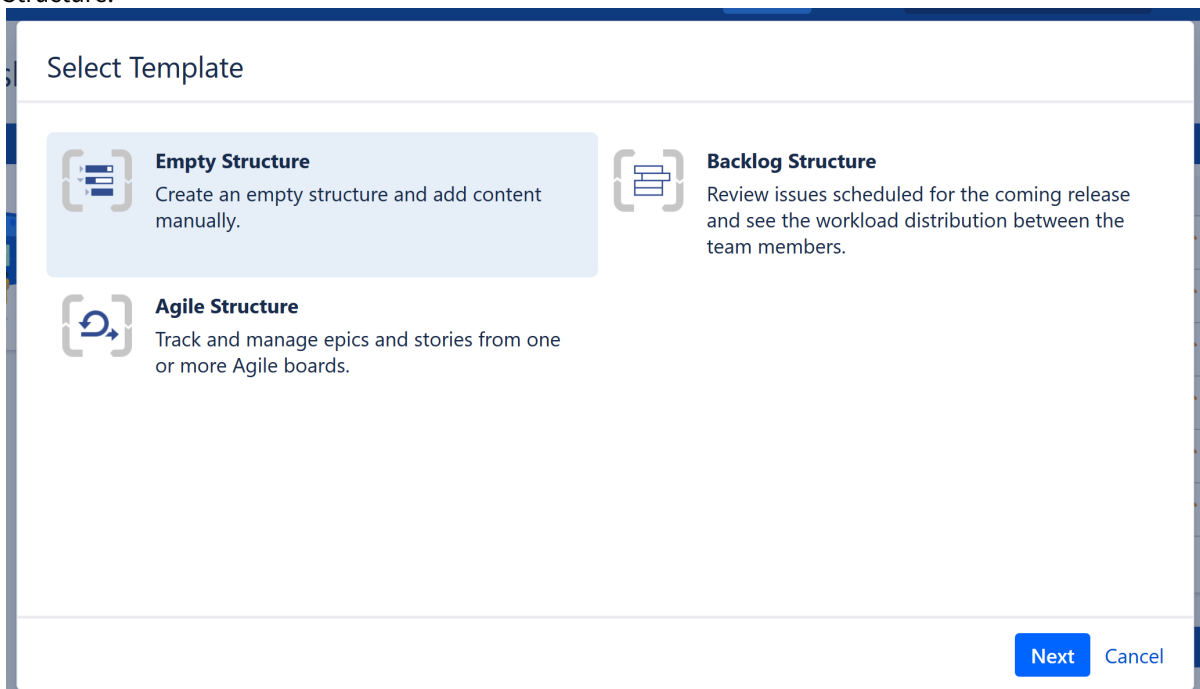 Structure.
Select Template
Empty Structure
Create an empty structure and add content
manually.
Backlog Structure
Review issues scheduled for the coming release
and see the workload distribution between the
team members.
Agile Structure
Track and manage epics and stories from one
or more Agile boards.
Next Cancel